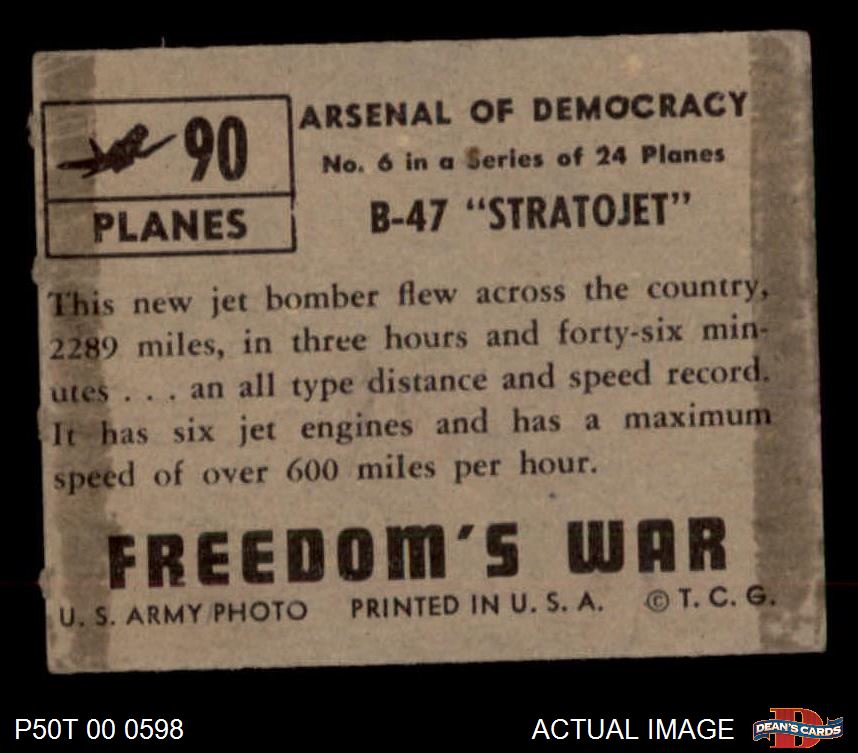 90
PLANES
ARSENAL OF DEMOCRACY
No. 6 in a Series of 24 Planes
B-47 "STRATOJET"
This new jet bomber flew across the country,
2289 miles, in three hours and forty-six min-
utes . . . an all type distance and speed record.
It has six jet engines and has a maximum
speed of over 600 miles per hour.
FREEDOM'S WAR
U. S. ARMY PHOTO PRINTED IN U. S. A. © T. C. G.
P50T 00 0598 ACTUAL IMAGE D DEAN'S CARDS